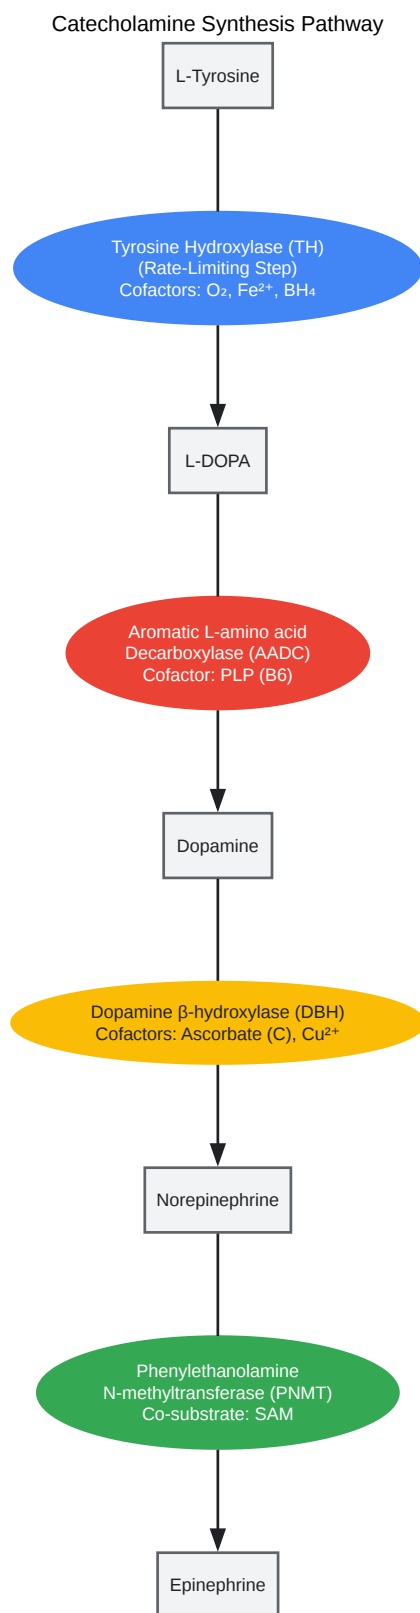 Catecholamine Synthesis Pathway
L-Tyrosine
Tyrosine Hydroxylase (TH)
(Rate-Limiting Step)
Cofactors: O₂, Fe²⁺, BH₄
L-DOPA
Aromatic L-amino acid
Decarboxylase (AADC)
Cofactor: PLP (B6)
Dopamine
Dopamine β-hydroxylase (DBH)
Cofactors: Ascorbate (C), Cu²⁺
Norepinephrine
Phenylethanolamine
N-methyltransferase (PNMT)
Co-substrate: SAM
Epinephrine